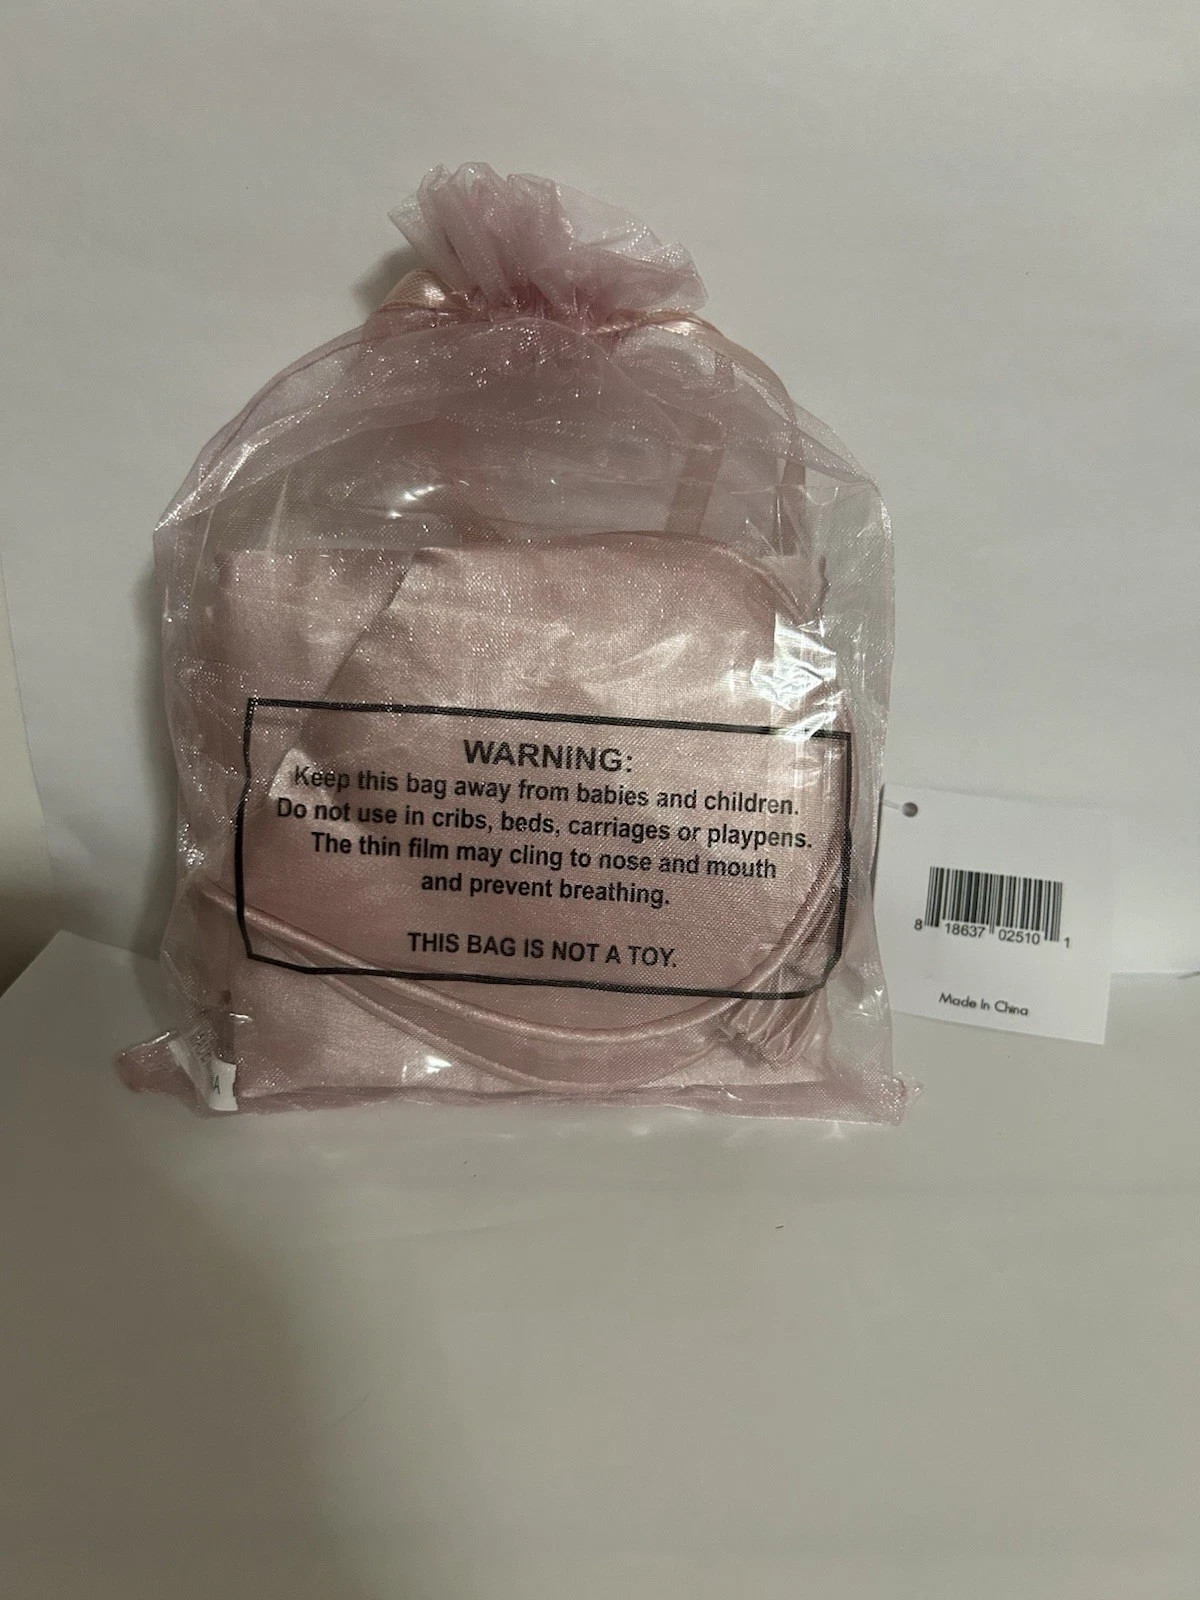 WARNING:
Keep this bag away from babies and children.
Do not use in cribs, beds, carriages or playpens.
The thin film may cling to nose and mouth
and prevent breathing.
THIS BAG IS NOT A TOY.
8 18637 02510 1
Made In China